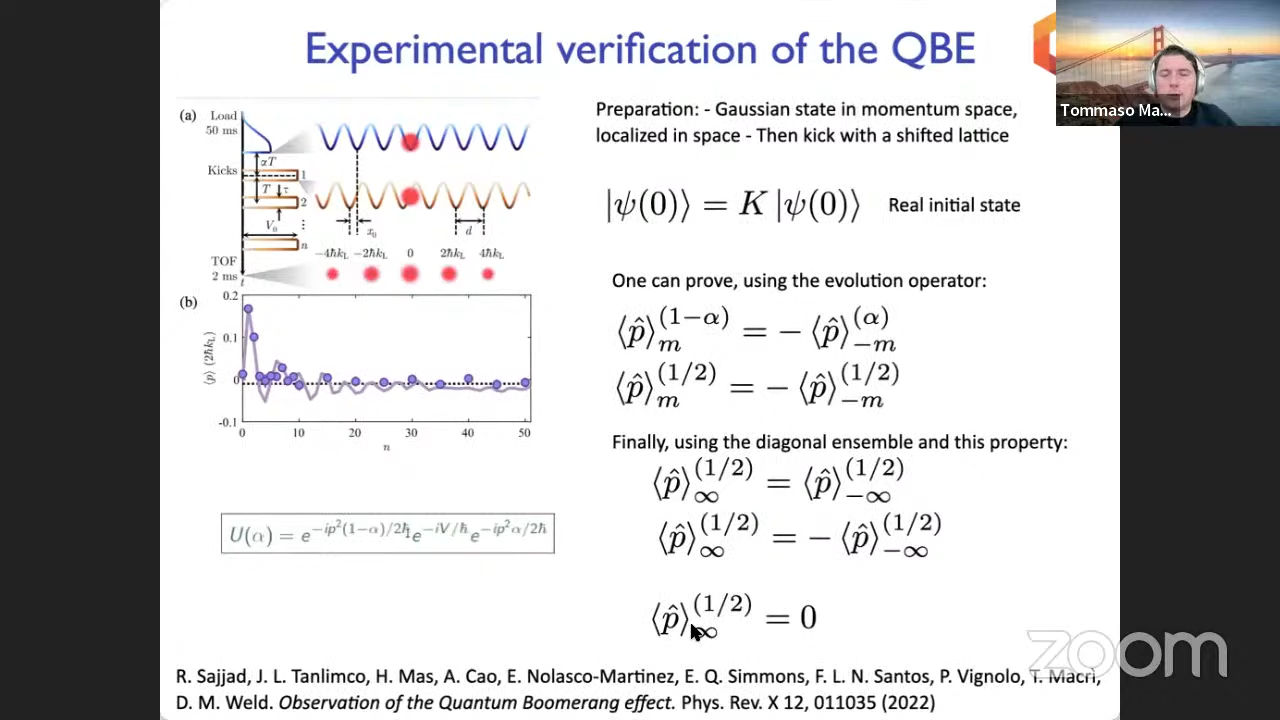 Experimental verification of the QBE
Tommaso Ma...
(a)
Load
50 ms
αT
Kicks
1
T
τ
2
V₀
⋮
n
TOF
2 ms
t
x₀
d
−4ħk_L
−2ħk_L
0
2ħk_L
4ħk_L
(b)
0.2
0.1
0
-0.1
⟨p⟩ (2ħk_L)
0
10
20
30
40
50
n
U(α) = e^{−ip²(1−α)/2ħ} e^{−iV/ħ} e^{−ip²α/2ħ}
Preparation: - Gaussian state in momentum space,
localized in space - Then kick with a shifted lattice
|ψ(0)⟩ = K |ψ(0)⟩ Real initial state
One can prove, using the evolution operator:
⟨p̂⟩_m^{(1−α)} = − ⟨p̂⟩_{−m}^{(α)}
⟨p̂⟩_m^{(1/2)} = − ⟨p̂⟩_{−m}^{(1/2)}
Finally, using the diagonal ensemble and this property:
⟨p̂⟩_∞^{(1/2)} = ⟨p̂⟩_{−∞}^{(1/2)}
⟨p̂⟩_∞^{(1/2)} = − ⟨p̂⟩_{−∞}^{(1/2)}
⟨p̂⟩_∞^{(1/2)} = 0
zoom
R. Sajjad, J. L. Tanlimco, H. Mas, A. Cao, E. Nolasco-Martinez, E. Q. Simmons, F. L. N. Santos, P. Vignolo, T. Macrì,
D. M. Weld. Observation of the Quantum Boomerang effect. Phys. Rev. X 12, 011035 (2022)